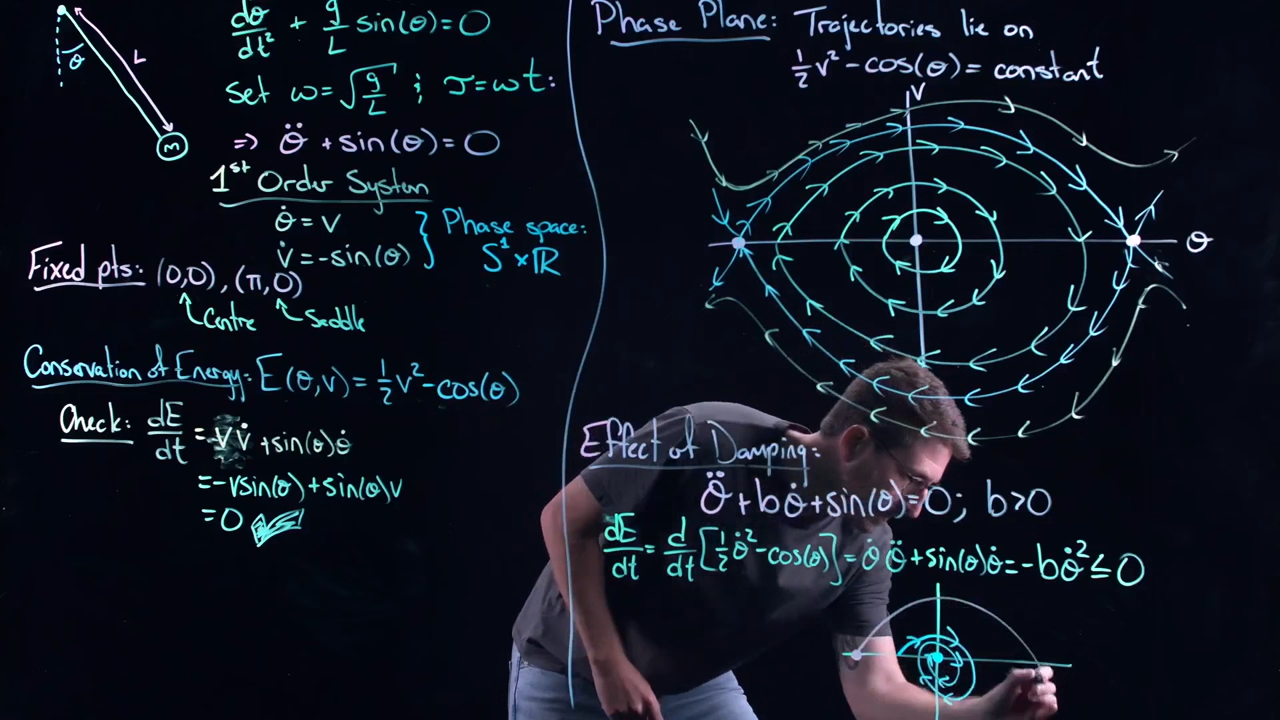 θ
L
m
dθ/dt² + g/L sin(θ)=0
Set ω=√(g/L) ; τ=ωt:
=> θ̈ +sin(θ)=0
1st Order System
θ̇ = v
v̇ =-sin(θ)
} Phase space:
S¹×ℝ
Fixed pts: (0,0), (π,0)
Centre
Saddle
Conservation of Energy: E(θ,v)=½v²-cos(θ)
Check: dE/dt = vv̇ +sin(θ)θ̇
=-vsin(θ)+sin(θ)v
=0
Phase Plane: Trajectories lie on
½v²-cos(θ)=constant
v
θ
Effect of Damping:
θ̈+bθ̇+sin(θ)=0; b>0
dE/dt = d/dt[½θ̇²-cos(θ)]=θ̇ θ̈+sin(θ)θ̇=-bθ̇²≤0